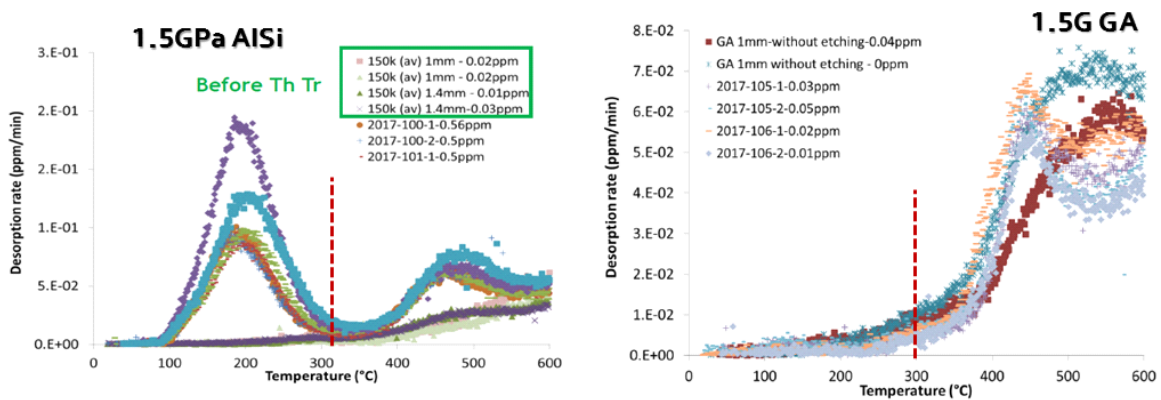 1.5GPa AlSi
Before Th Tr
150k (av) 1mm - 0.02ppm
150k (av) 1mm - 0.02ppm
150k (av) 1.4mm - 0.01ppm
150k (av) 1.4mm-0.03ppm
2017-100-1-0.56ppm
2017-100-2-0.5ppm
2017-101-1-0.5ppm
Desorption rate (ppm/min)
3.E-01
2.E-01
2.E-01
1.E-01
5.E-02
0.E+00
0
100
200
300
400
500
600
Temperature (°C)
1.5G GA
GA 1mm-without etching-0.04ppm
GA 1mm without etching - 0ppm
2017-105-1-0.03ppm
2017-105-2-0.05ppm
2017-106-1-0.02ppm
2017-106-2-0.01ppm
Desorption rate (ppm/min)
8.E-02
7.E-02
6.E-02
5.E-02
4.E-02
3.E-02
2.E-02
1.E-02
0.E+00
0
100
200
300
400
500
600
Temperature (°C)